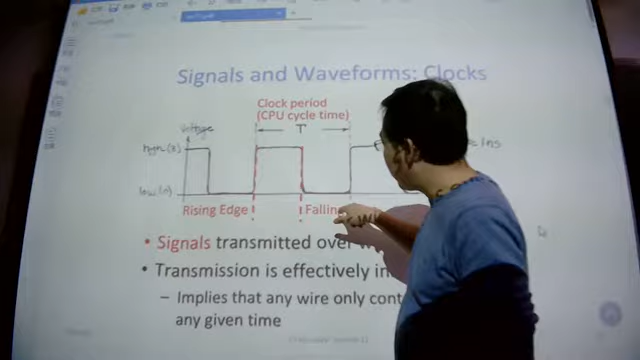 Signals and Waveforms: Clocks
Clock period
(CPU cycle time)
T
Voltage
high (1)
low (0)
Rising Edge
Falling
• Signals transmitted over
• Transmission is effectively in
– Implies that any wire only
any given time